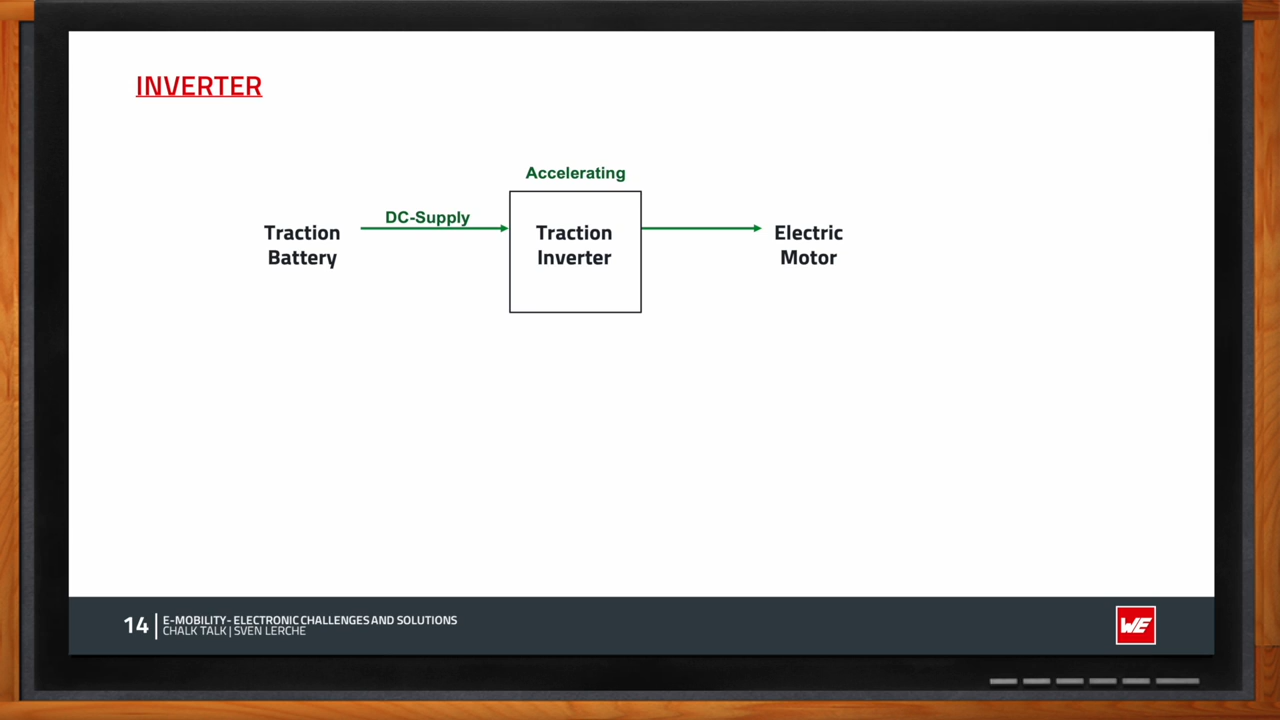 INVERTER
Accelerating
DC-Supply
Traction
Battery
Traction
Inverter
Electric
Motor
14
E-MOBILITY- ELECTRONIC CHALLENGES AND SOLUTIONS
CHALK TALK | SVEN LERCHE
WE